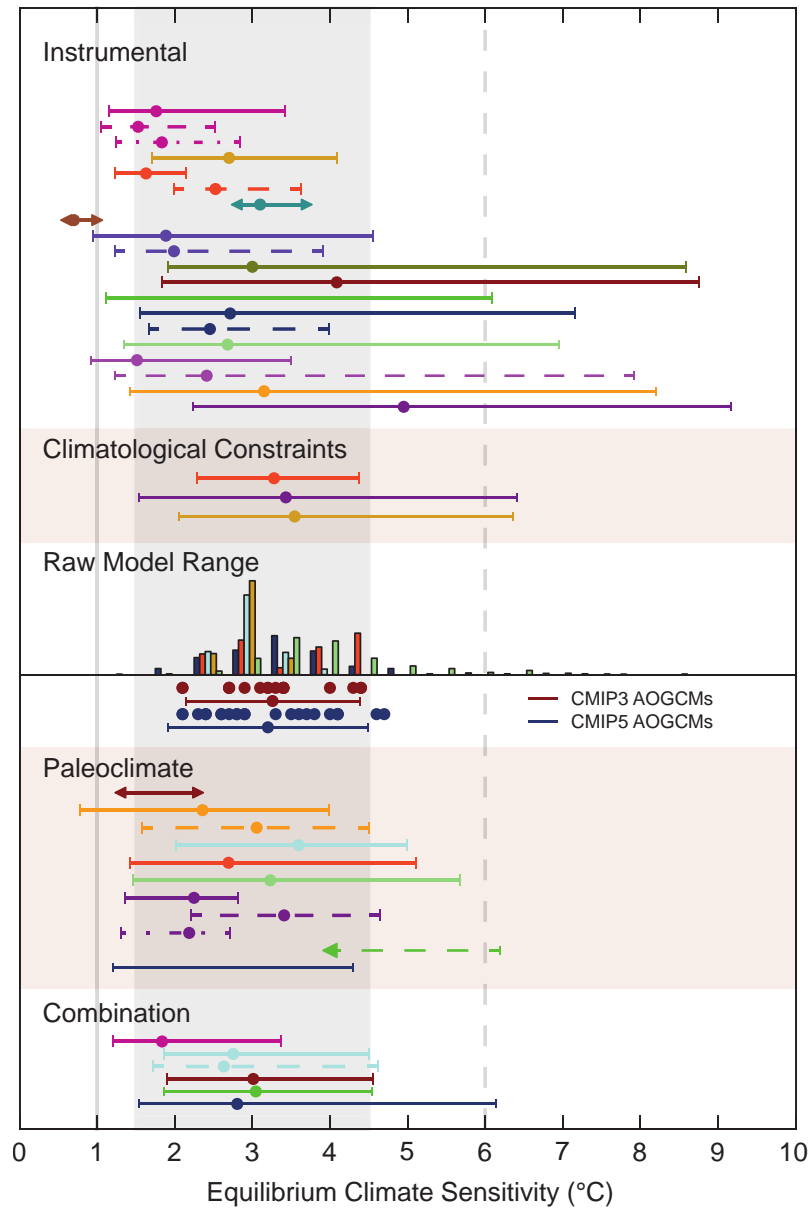 Instrumental
Climatological Constraints
Raw Model Range
CMIP3 AOGCMs
CMIP5 AOGCMs
Paleoclimate
Combination
0 1 2 3 4 5 6 7 8 9 10
Equilibrium Climate Sensitivity (°C)